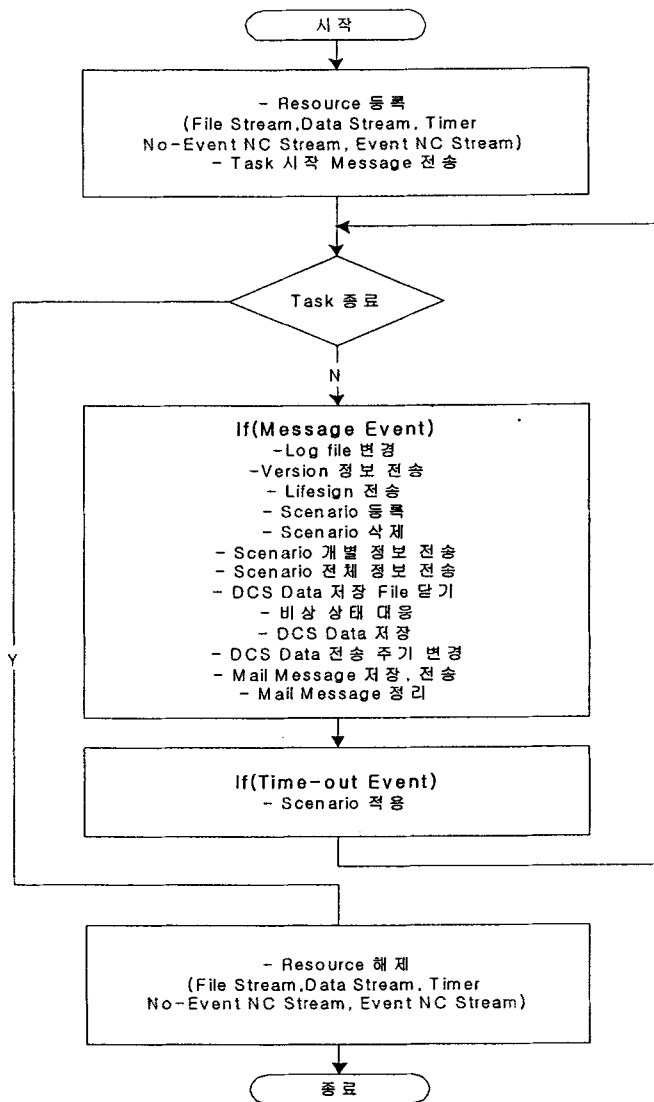 시작
- Resource 등록
(File Stream,Data Stream, Timer
No-Event NC Stream, Event NC Stream)
- Task 시작 Message 전송
Task 종료
N
If(Message Event)
-Log file 변경
-Version 정보 전송
- Lifesign 전송
- Scenario 등록
- Scenario 삭제
- Scenario 개별 정보 전송
- Scenario 전체 정보 전송
- DCS Data 저장 File 닫기
- 비상 상태 대응
- DCS Data 저장
- DCS Data 전송 주기 변경
- Mail Message 저장, 전송
- Mail Message 정리
Y
If(Time-out Event)
- Scenario 적용
- Resource 해제
(File Stream,Data Stream, Timer
No-Event NC Stream, Event NC Stream)
종료